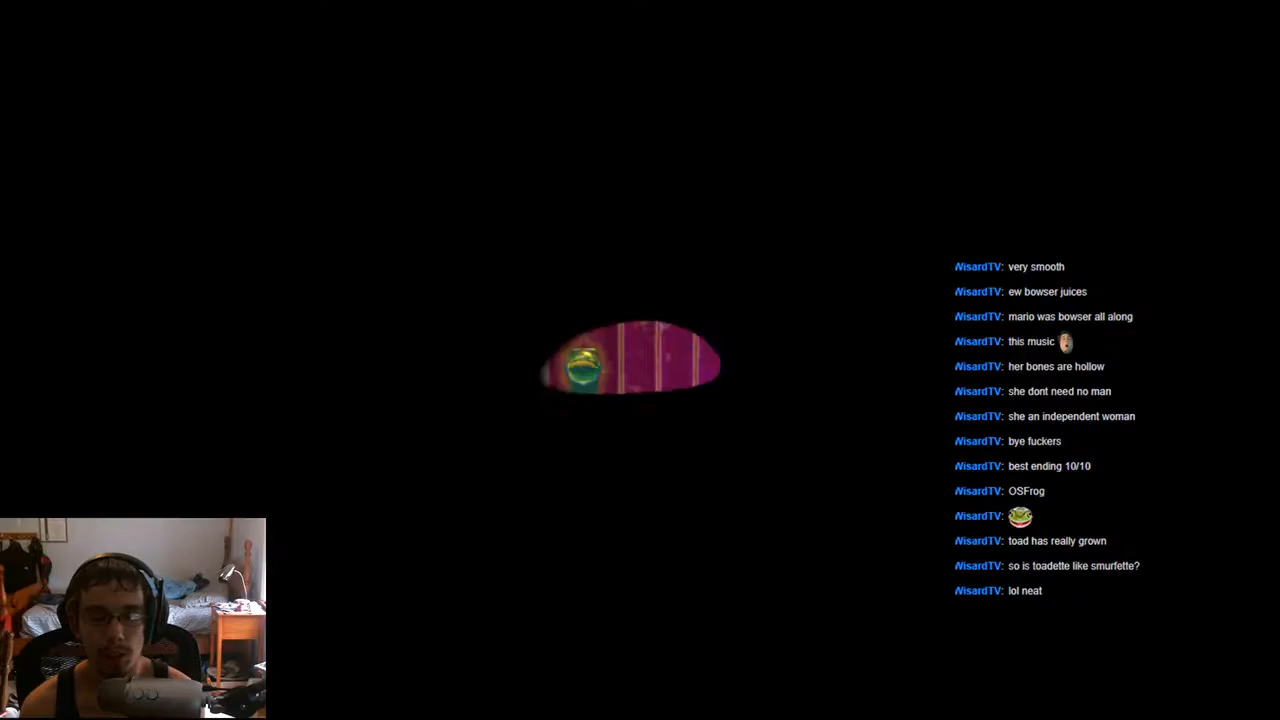 WisardTV: very smooth
WisardTV: ew bowser juices
WisardTV: mario was bowser all along
WisardTV: this music
WisardTV: her bones are hollow
WisardTV: she dont need no man
WisardTV: she an independent woman
WisardTV: bye fuckers
WisardTV: best ending 10/10
WisardTV: OSFrog
WisardTV:
WisardTV: toad has really grown
WisardTV: so is toadette like smurfette?
WisardTV: lol neat